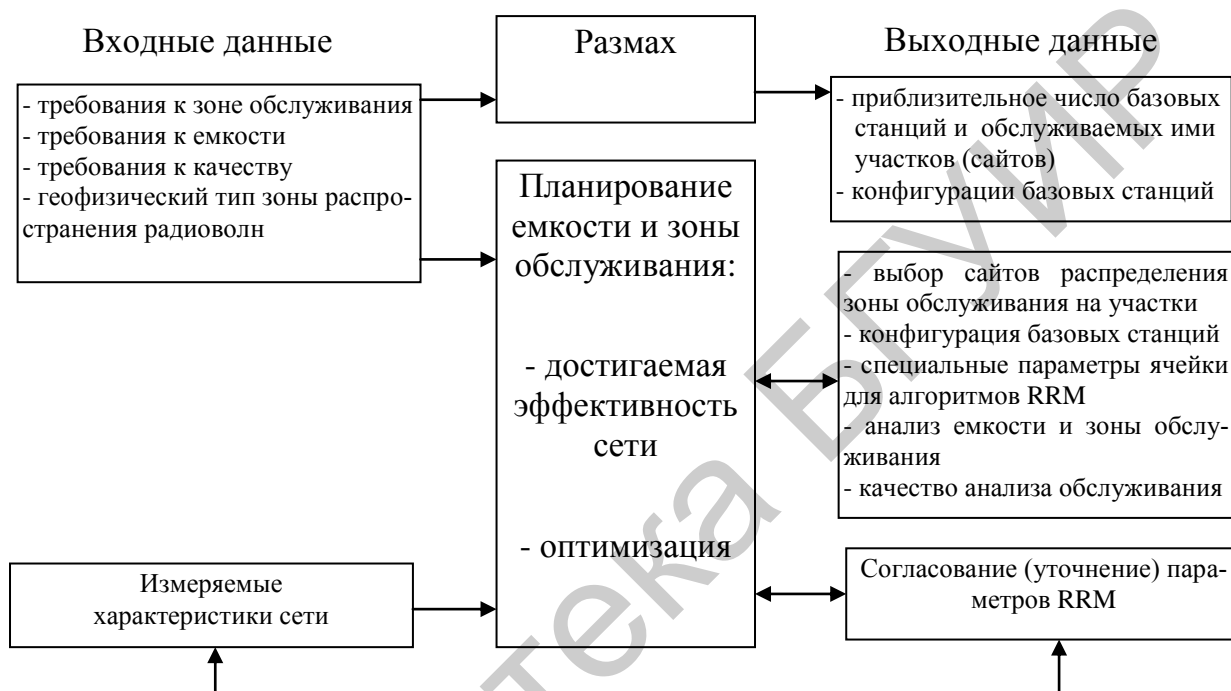 Входные данные
Размах
Выходные данные
- требования к зоне обслуживания
- требования к емкости
- требования к качеству
- геофизический тип зоны распро-
странения радиоволн
- приблизительное число базовых
станций и обслуживаемых ими
участков (сайтов)
- конфигурации базовых станций
Планирование
емкости и зоны
обслуживания:
- достигаемая
эффективность
сети
- оптимизация
- выбор сайтов распределения
зоны обслуживания на участки
- конфигурация базовых станций
- специальные параметры ячейки
для алгоритмов RRM
- анализ емкости и зоны обслу-
живания
- качество анализа обслуживания
Измеряемые
характеристики сети
Согласование (уточнение) пара-
метров RRM
тека БГУИР